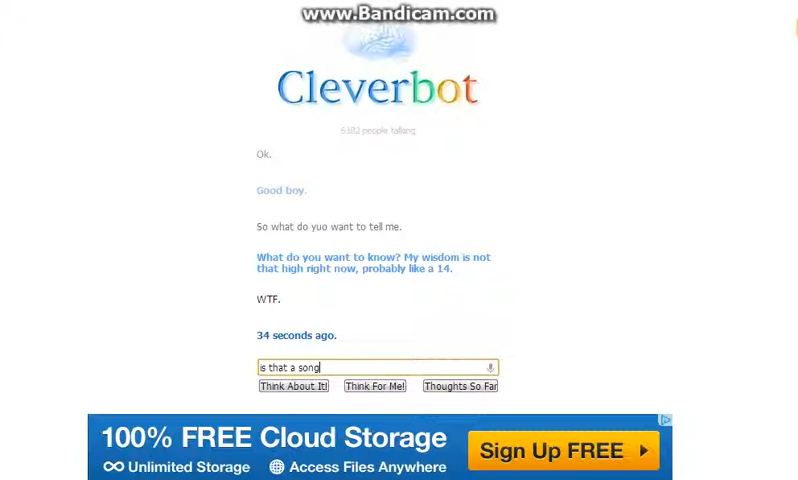 www.Bandicam.com
Cleverbot
6382 people talking
Ok.
Good boy.
So what do yuo want to tell me.
What do you want to know? My wisdom is not
that high right now, probably like a 14.
WTF.
34 seconds ago.
is that a song
Think About It! Think For Me! Thoughts So Far
100% FREE Cloud Storage
Sign Up FREE
Unlimited Storage Access Files Anywhere